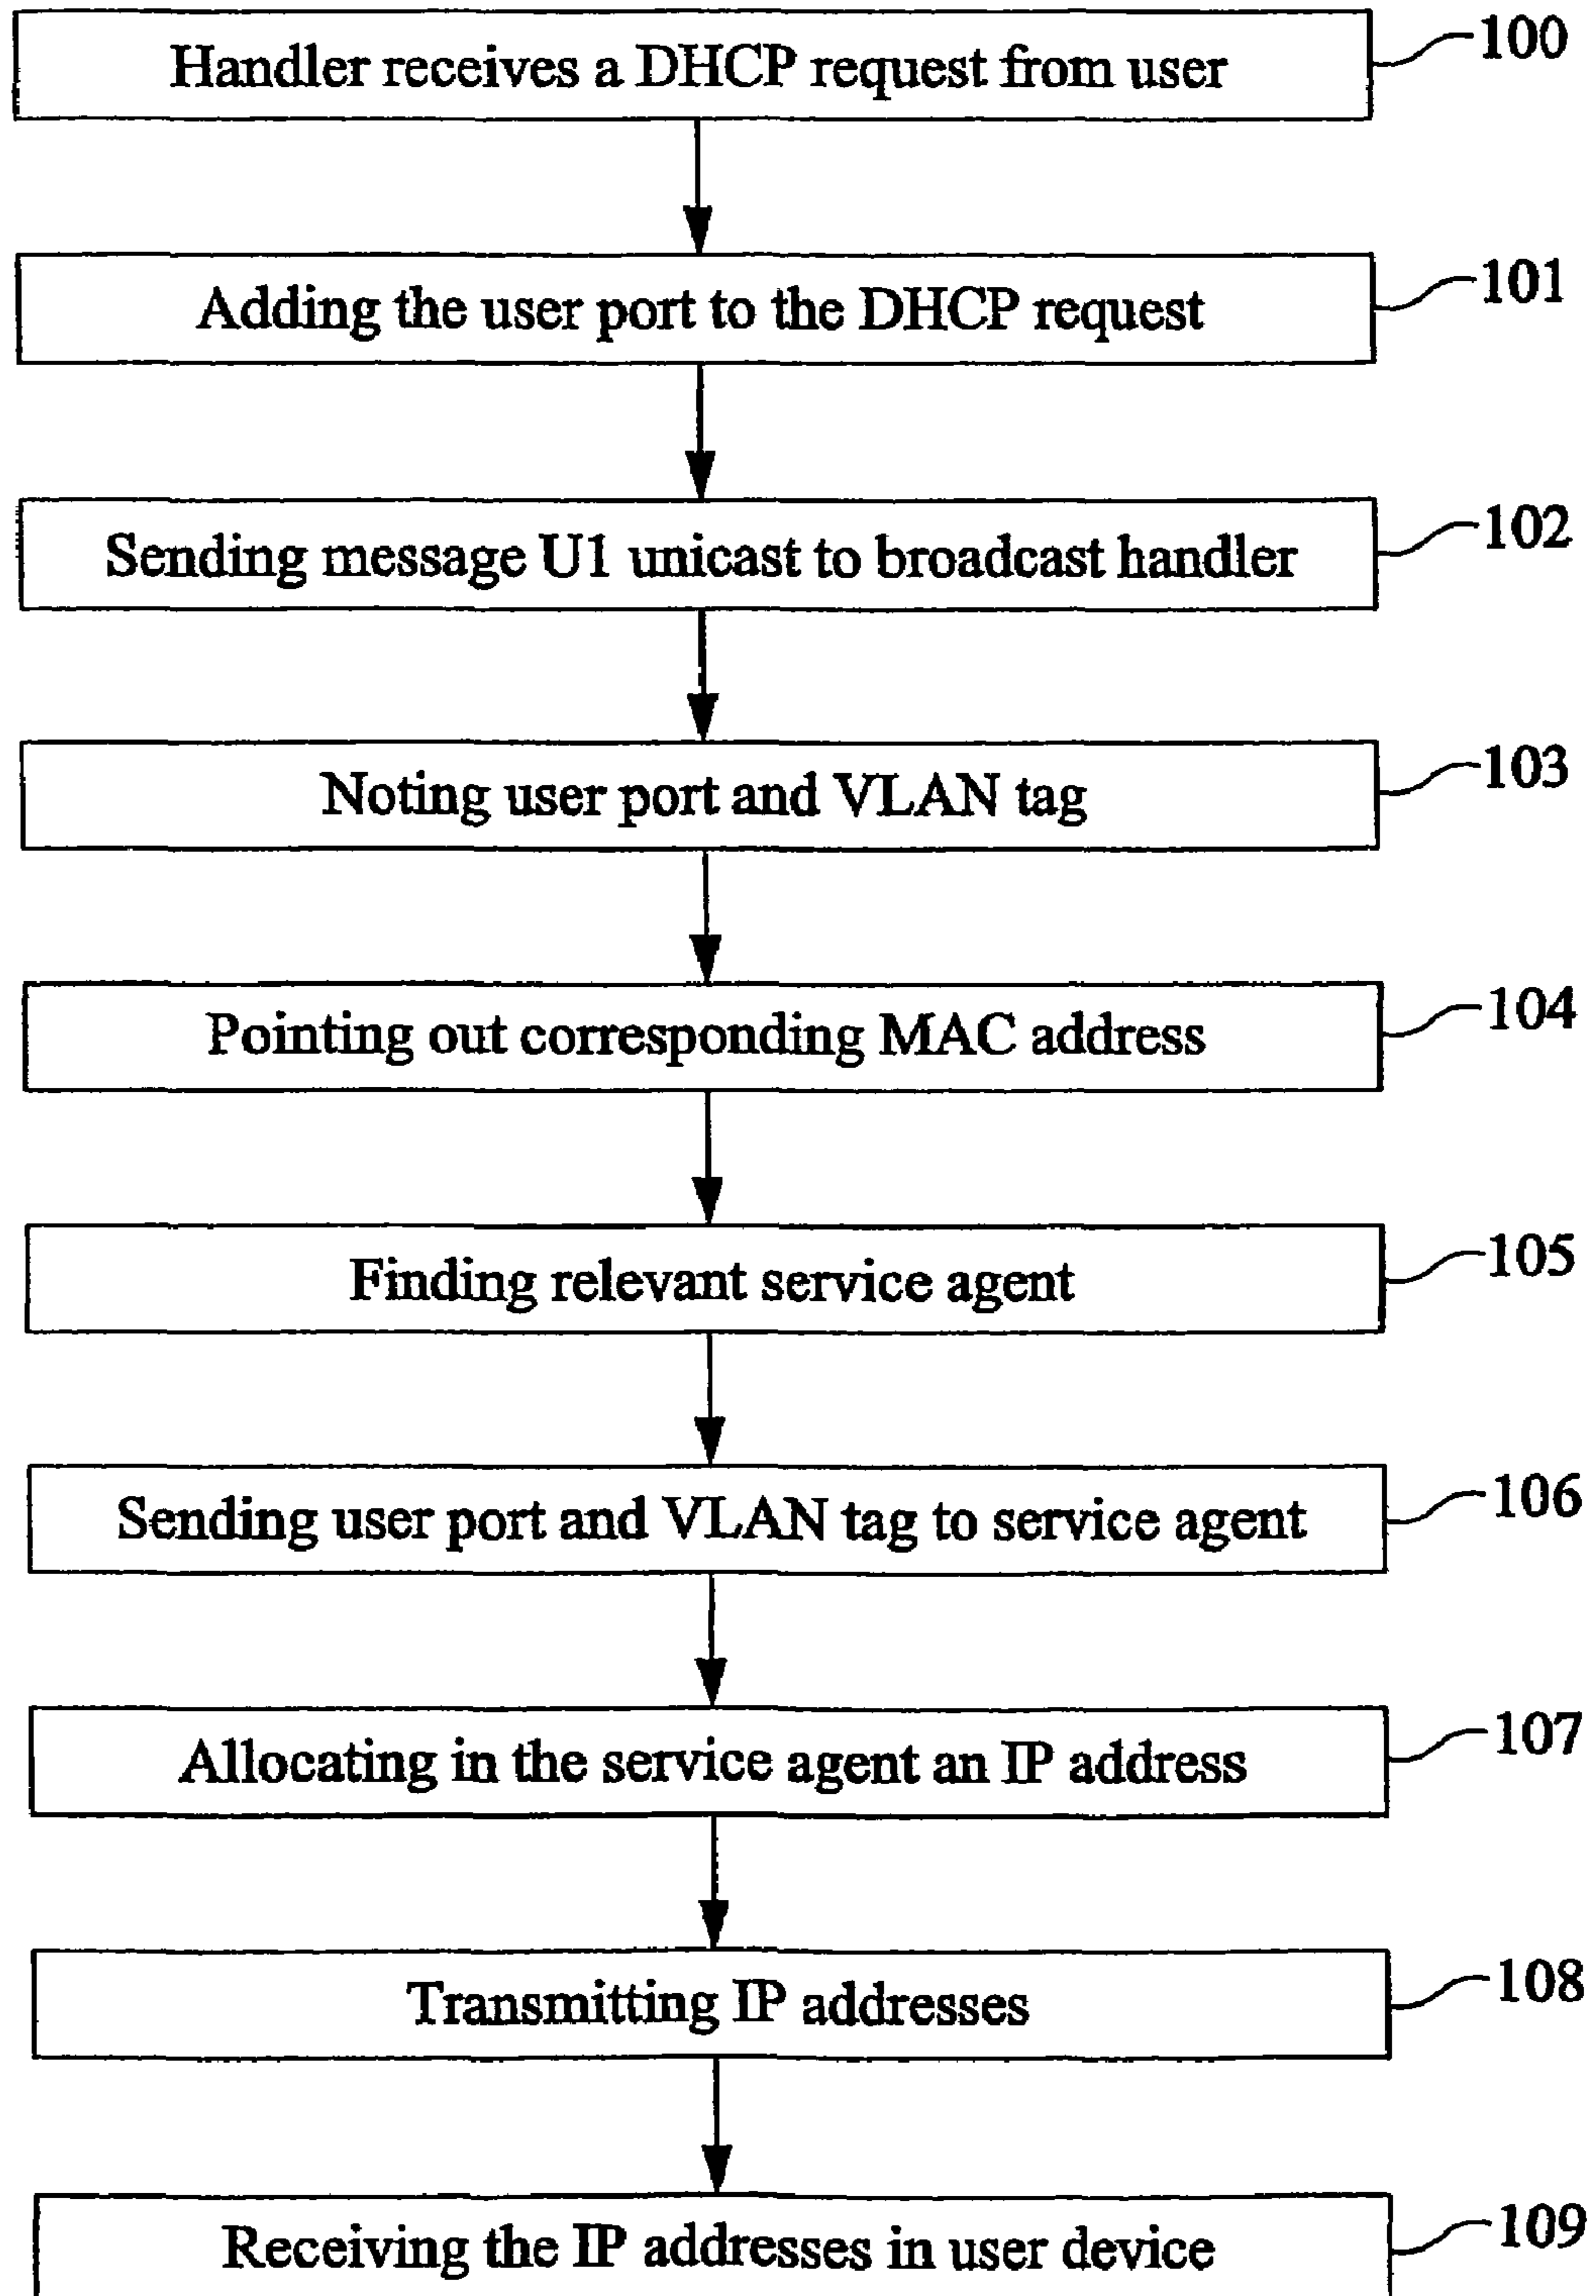 Handler receives a DHCP request from user 100
Adding the user port to the DHCP request 101
Sending message U1 unicast to broadcast handler 102
Noting user port and VLAN tag 103
Pointing out corresponding MAC address 104
Finding relevant service agent 105
Sending user port and VLAN tag to service agent 106
Allocating in the service agent an IP address 107
Transmitting IP addresses 108
Receiving the IP addresses in user device 109